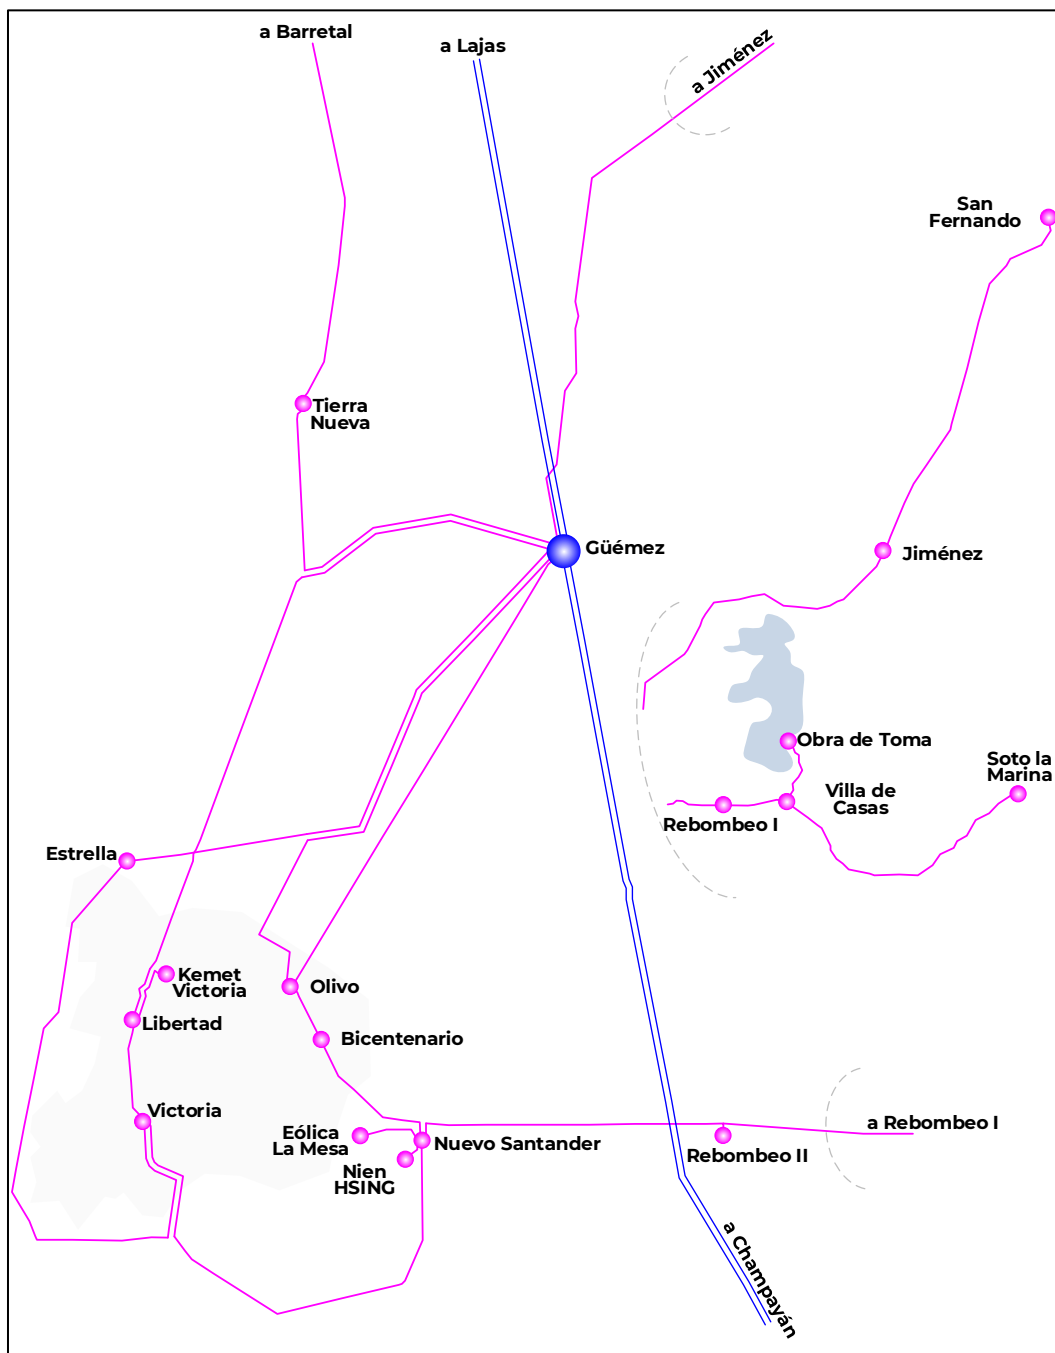 a Barretal
a Lajas
a Jiménez
San
Fernando
Tierra
Nueva
Güémez
Jiménez
Obra de Toma
Soto la
Marina
Villa de
Casas
Rebombeo I
Estrella
Kemet
Victoria
Olivo
Libertad
Bicentenario
Victoria
a Rebombeo I
Eólica
La Mesa
Nuevo Santander
Rebombeo II
Nien
HSING
a Champayán